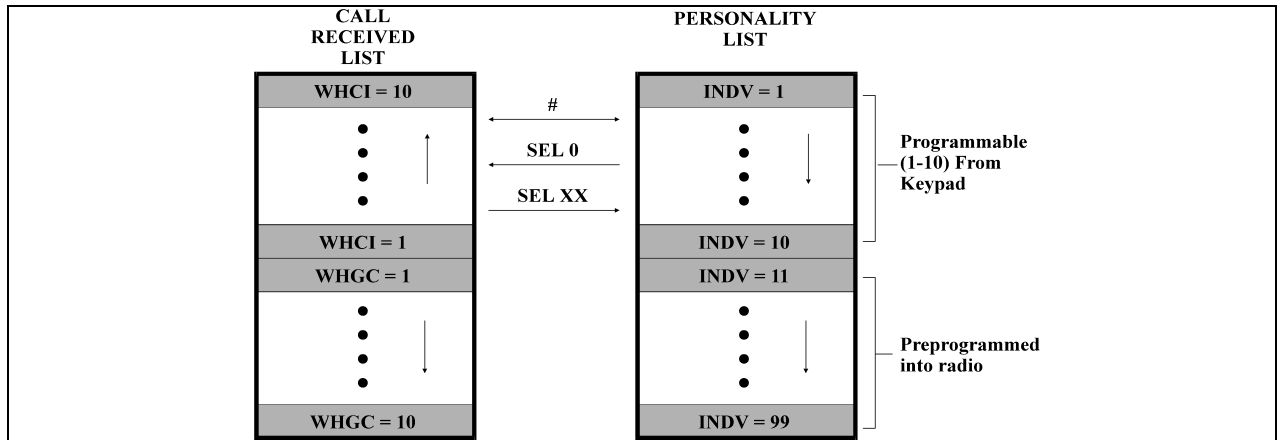 CALL
RECEIVED
LIST
PERSONALITY
LIST
WHCI = 10
INDV = 1
#
SEL 0
SEL XX
Programmable
(1-10) From
Keypad
WHCI = 1
INDV = 10
WHGC = 1
INDV = 11
Preprogrammed
into radio
WHGC = 10
INDV = 99